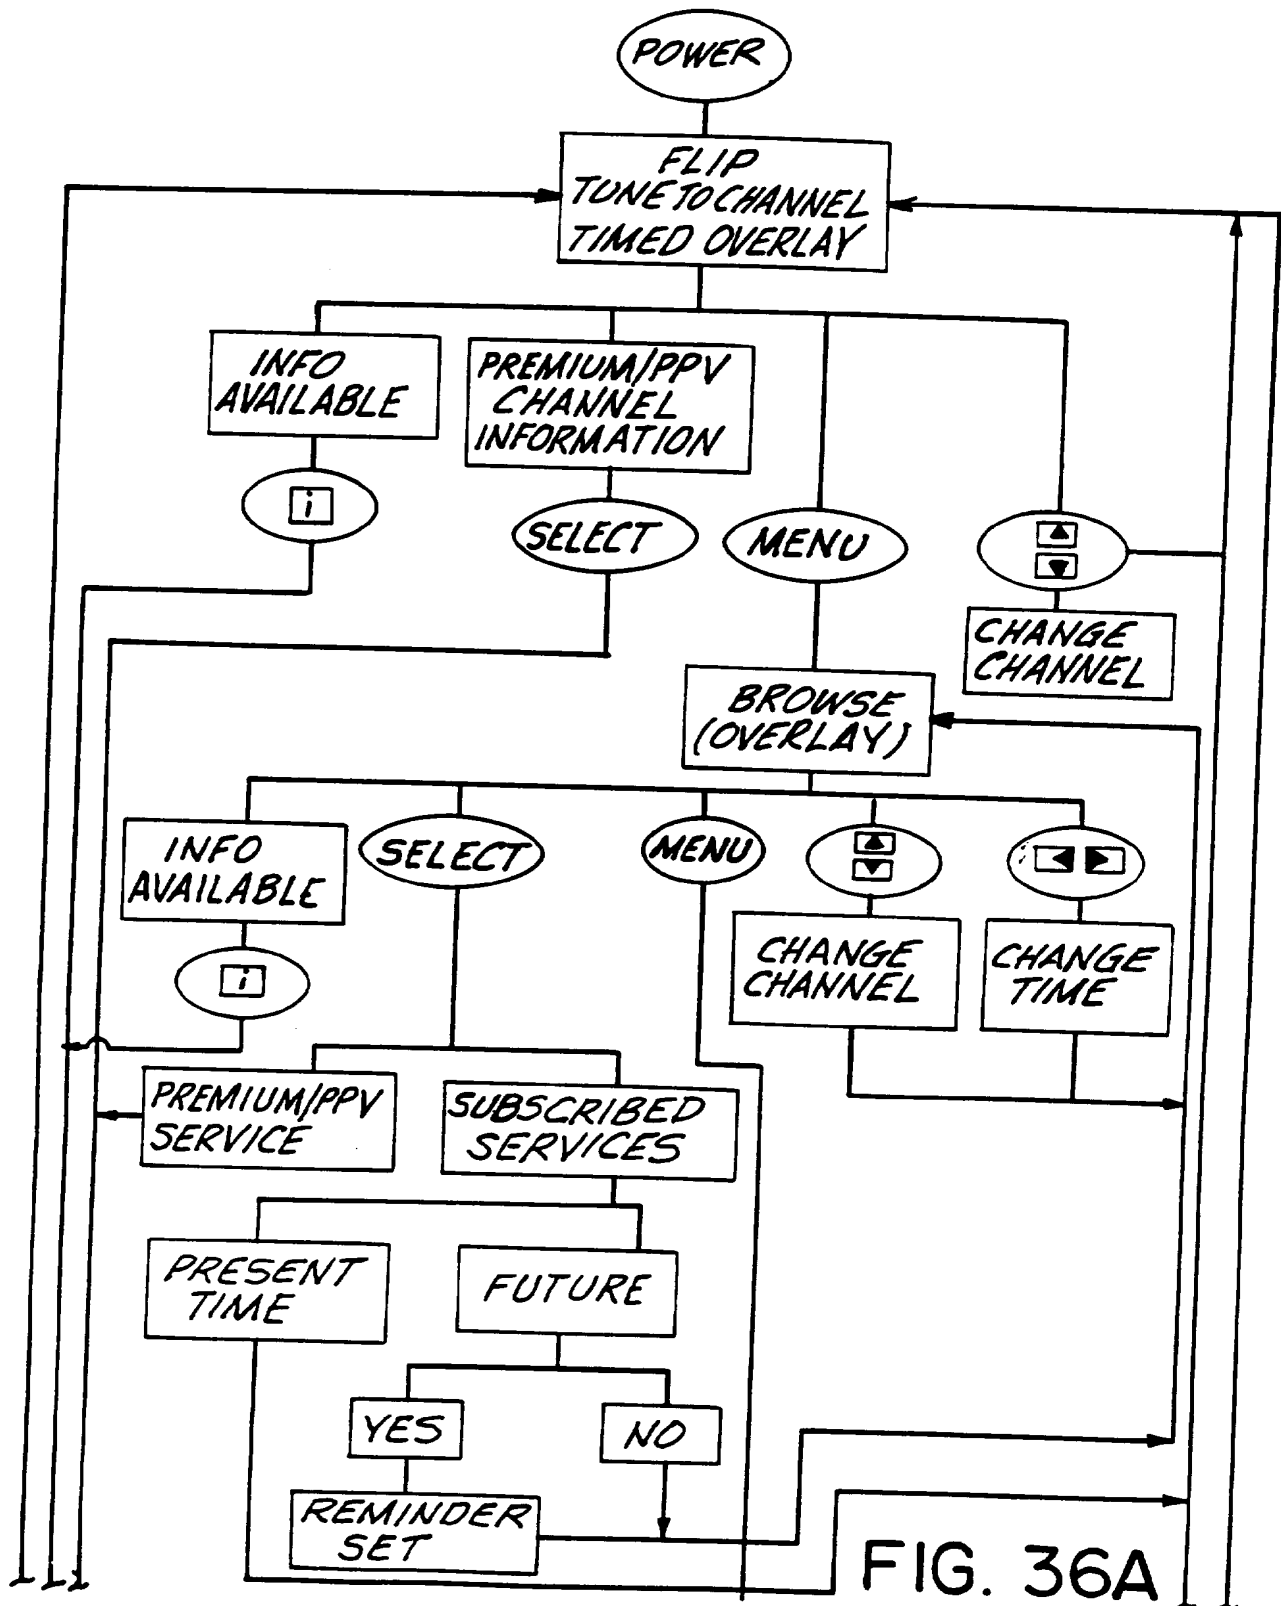 POWER
FLIP
TUNE TO CHANNEL
TIMED OVERLAY
INFO
AVAILABLE
PREMIUM/PPV
CHANNEL
INFORMATION
i
SELECT
MENU
CHANGE
CHANNEL
BROWSE
(OVERLAY)
INFO
AVAILABLE
SELECT
MENU
i
CHANGE
CHANNEL
CHANGE
TIME
PREMIUM/PPV
SERVICE
SUBSCRIBED
SERVICES
PRESENT
TIME
FUTURE
YES
NO
REMINDER
SET
FIG. 36A